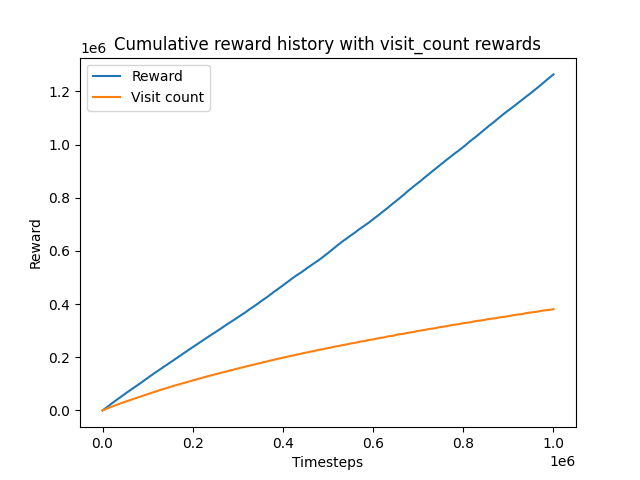 Cumulative reward history with visit_count rewards
1e6
Reward
Visit count
1.2
1.0
0.8
0.6
0.4
0.2
0.0
Reward
0.0 0.2 0.4 0.6 0.8 1.0
Timesteps
1e6